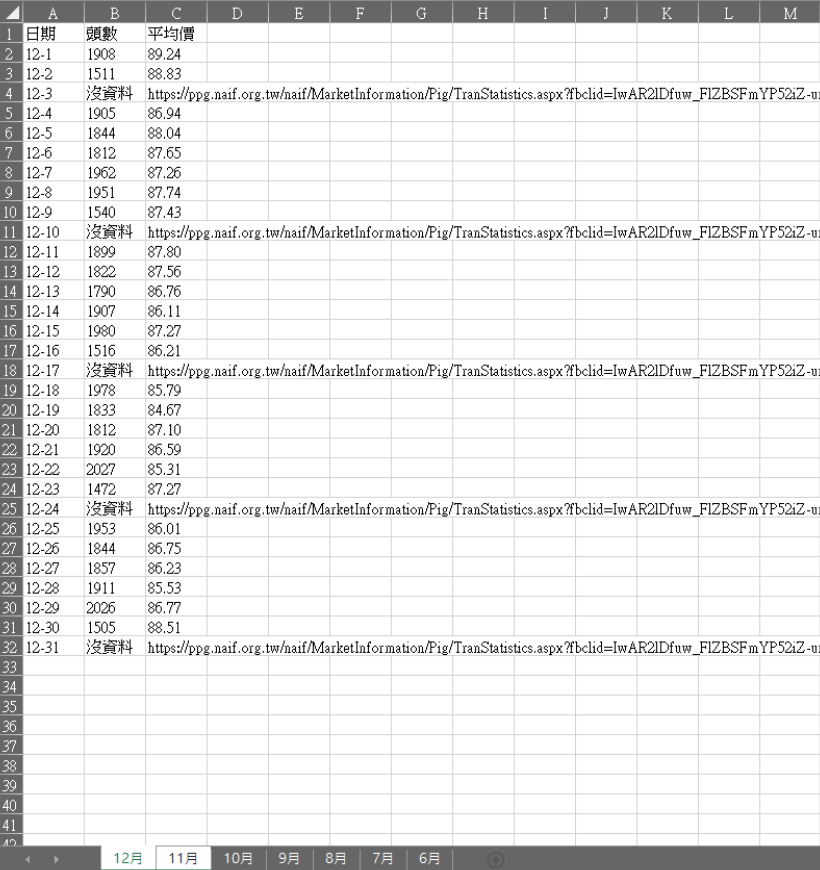 A B C D E F G H I J K L M
1 日期 頭數 平均價
2 12-1 1908 89.24
3 12-2 1511 88.83
4 12-3 沒資料 https://ppg.naif.org.tw/naif/MarketInformation/Pig/TranStatistics.aspx?fbclid=IwAR2lDfuw_FlZBSFmYP52iZ-u
5 12-4 1905 86.94
6 12-5 1844 88.04
7 12-6 1812 87.65
8 12-7 1962 87.26
9 12-8 1951 87.74
10 12-9 1540 87.43
11 12-10 沒資料 https://ppg.naif.org.tw/naif/MarketInformation/Pig/TranStatistics.aspx?fbclid=IwAR2lDfuw_FlZBSFmYP52iZ-u
12 12-11 1899 87.80
13 12-12 1822 87.56
14 12-13 1790 86.76
15 12-14 1907 86.11
16 12-15 1980 87.27
17 12-16 1516 86.21
18 12-17 沒資料 https://ppg.naif.org.tw/naif/MarketInformation/Pig/TranStatistics.aspx?fbclid=IwAR2lDfuw_FlZBSFmYP52iZ-u
19 12-18 1978 85.79
20 12-19 1833 84.67
21 12-20 1812 87.10
22 12-21 1920 86.59
23 12-22 2027 85.31
24 12-23 1472 87.27
25 12-24 沒資料 https://ppg.naif.org.tw/naif/MarketInformation/Pig/TranStatistics.aspx?fbclid=IwAR2lDfuw_FlZBSFmYP52iZ-u
26 12-25 1953 86.01
27 12-26 1844 86.75
28 12-27 1857 86.23
29 12-28 1911 85.53
30 12-29 2026 86.77
31 12-30 1505 88.51
32 12-31 沒資料 https://ppg.naif.org.tw/naif/MarketInformation/Pig/TranStatistics.aspx?fbclid=IwAR2lDfuw_FlZBSFmYP52iZ-u
33
34
35
36
37
38
39
40
41
42
12月 11月 10月 9月 8月 7月 6月